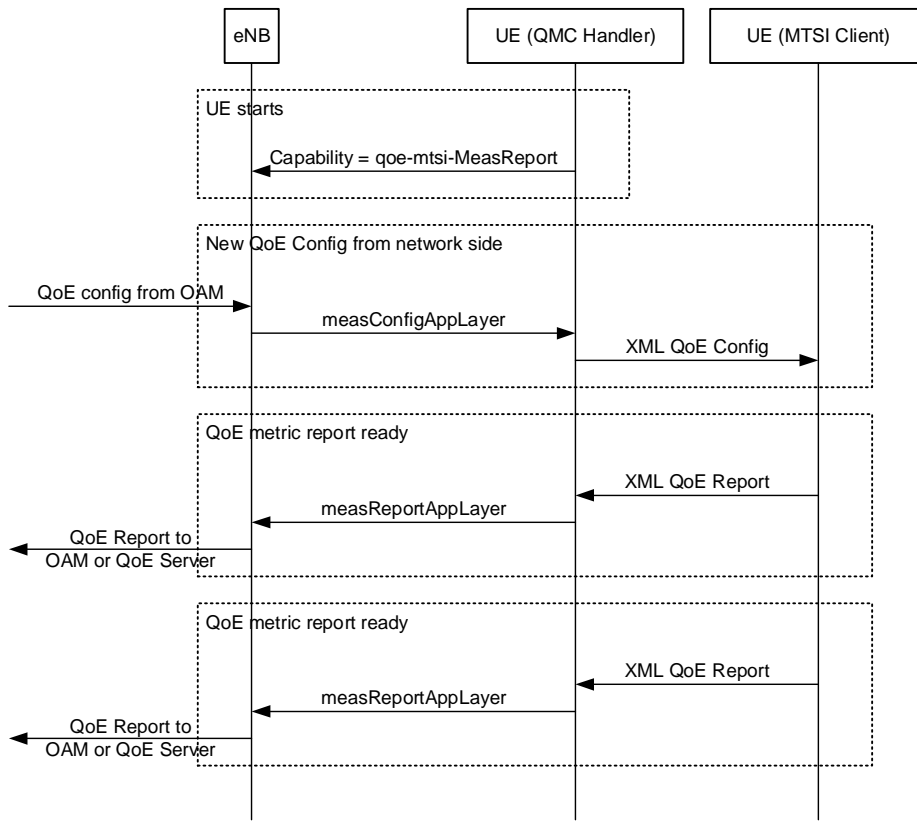 eNB
UE (QMC Handler)
UE (MTSI Client)
UE starts
Capability = qoe-mtsi-MeasReport
New QoE Config from network side
QoE config from OAM
measConfigAppLayer
XML QoE Config
QoE metric report ready
XML QoE Report
measReportAppLayer
QoE Report to
OAM or QoE Server
QoE metric report ready
XML QoE Report
measReportAppLayer
QoE Report to
OAM or QoE Server